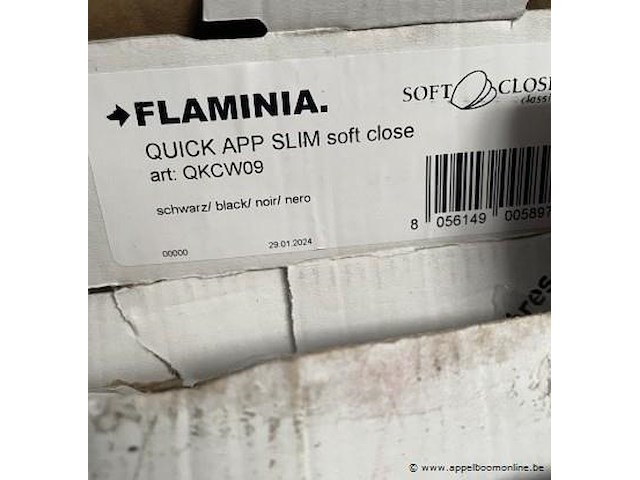 FLAMINIA.
SOFT CLOSE
classi
QUICK APP SLIM soft close
art: QKCW09
schwarz/ black/ noir/ nero
8 056149 005897
00000
29.01.2024
© www.appelboomonline.be